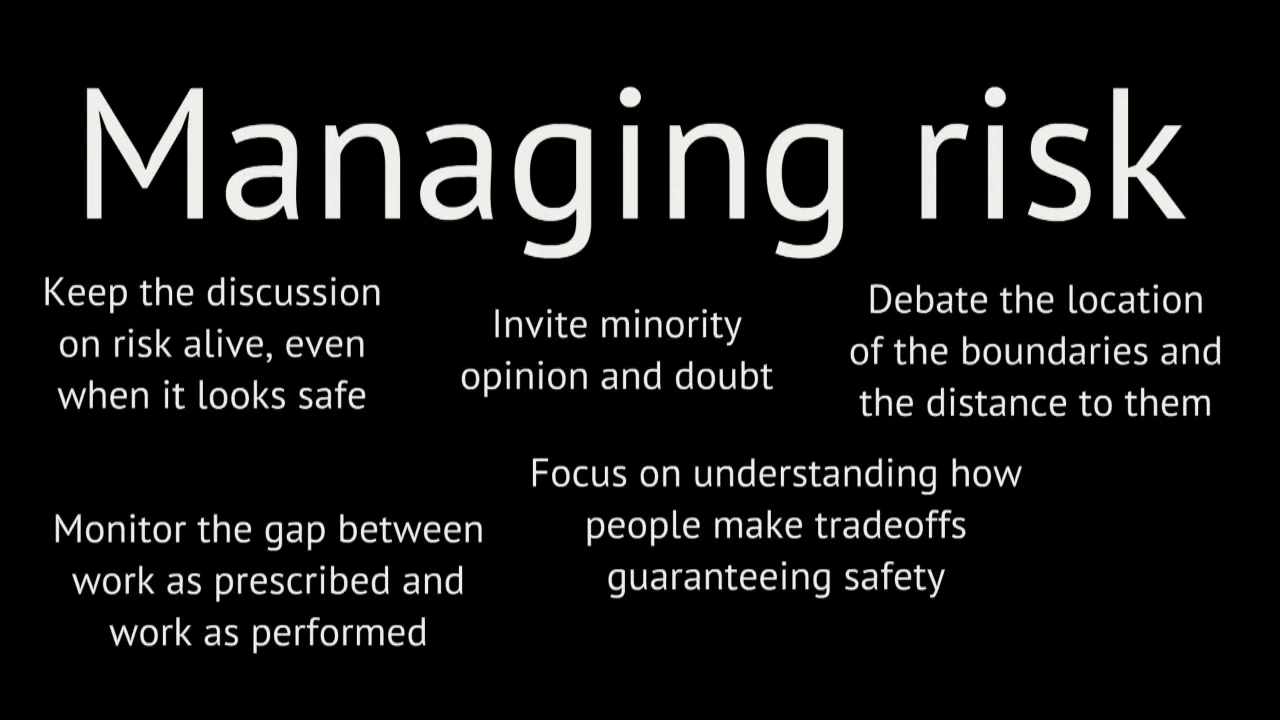 Managing risk
Keep the discussion
on risk alive, even
when it looks safe
Invite minority
opinion and doubt
Debate the location
of the boundaries and
the distance to them
Monitor the gap between
work as prescribed and
work as performed
Focus on understanding how
people make tradeoffs
guaranteeing safety